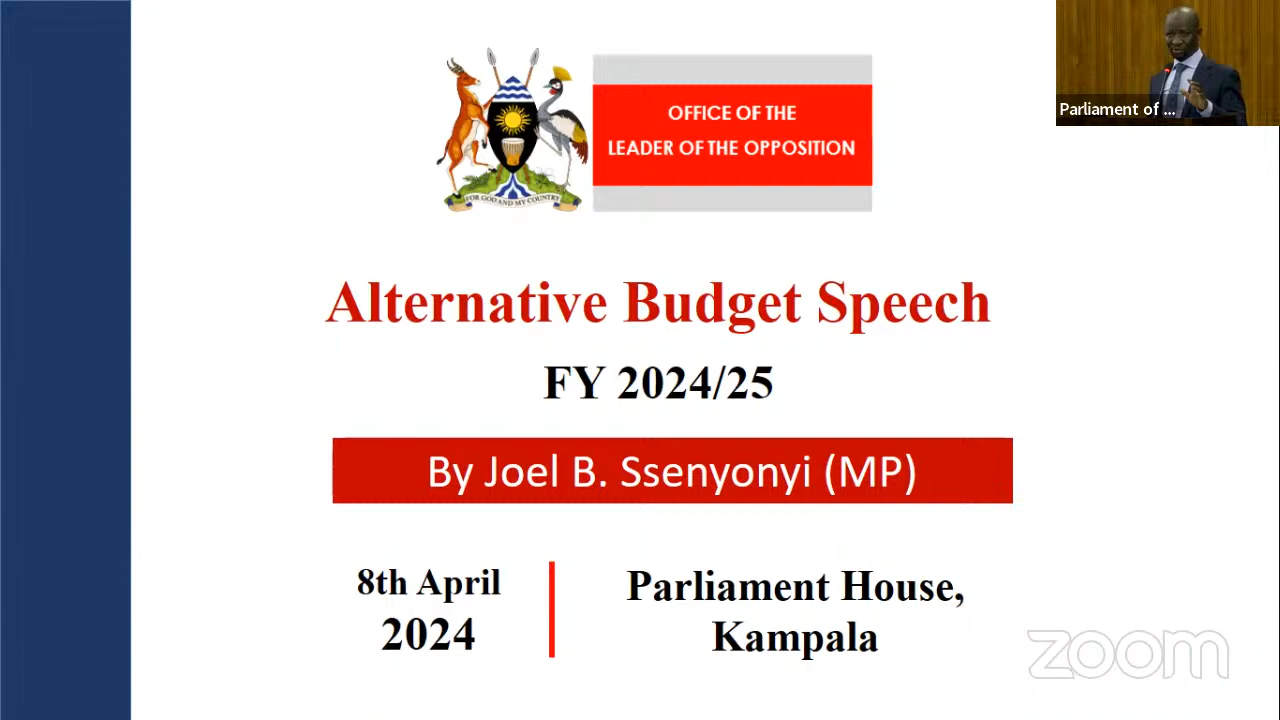 Parliament of ...
OFFICE OF THE
LEADER OF THE OPPOSITION
FOR GOD AND MY COUNTRY
Alternative Budget Speech
FY 2024/25
By Joel B. Ssenyonyi (MP)
8th April
2024
Parliament House,
Kampala
zoom